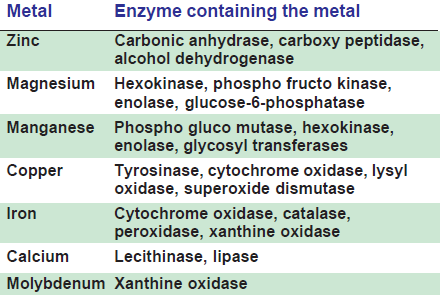 Metal Enzyme containing the metal
Zinc Carbonic anhydrase, carboxy peptidase,
alcohol dehydrogenase
Magnesium Hexokinase, phospho fructo kinase,
enolase, glucose-6-phosphatase
Manganese Phospho gluco mutase, hexokinase,
enolase, glycosyl transferases
Copper Tyrosinase, cytochrome oxidase, lysyl
oxidase, superoxide dismutase
Iron Cytochrome oxidase, catalase,
peroxidase, xanthine oxidase
Calcium Lecithinase, lipase
Molybdenum Xanthine oxidase